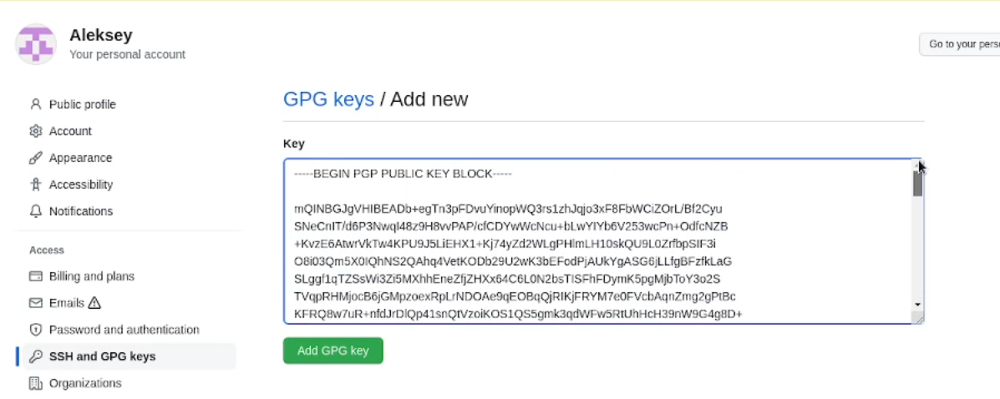 Aleksey
Your personal account
Go to your perso
Public profile
Account
Appearance
Accessibility
Notifications
Access
Billing and plans
Emails
Password and authentication
SSH and GPG keys
Organizations
GPG keys / Add new
Key
-----BEGIN PGP PUBLIC KEY BLOCK-----
mQINBGJgVHIBEADb+egTn3pFDvuYinopWQ3rs1zhJqjo3xF8FbWCiZOrL/Bf2Cyu
SNeCnIT/d6P3NwqI48z9H8vvPAP/cfCDYwWcNcu+bLwYIYb6V253wcPn+OdfcNZB
+KvzE6AtwrVkTw4KPU9J5LiEHX1+Kj74yZd2WLgPHlmLH10skQU9L0ZrfbpSIF3i
O8i03Qm5X0IQhNS2QAhq4VetKODb29U2wK3bEFodPjAUkYgASG6jLLfgBFzfkLaG
SLggf1qTZSsWi3Zi5MXhhEneZfjZHXx64C6L0N2bsTISFhFDymK5pgMjbToY3o2S
TVqpRHMjocB6jGMpzoexRpLrNDOAe9qEOBqQjRIKjFRYM7e0FVcbAqnZmg2gPtBc
KFRQ8w7uR+nfdJrDlQp41snQtVzoiKOS1QS5gmk3qdWFw5RtUhHcH39nW9G4g8D+
Add GPG key